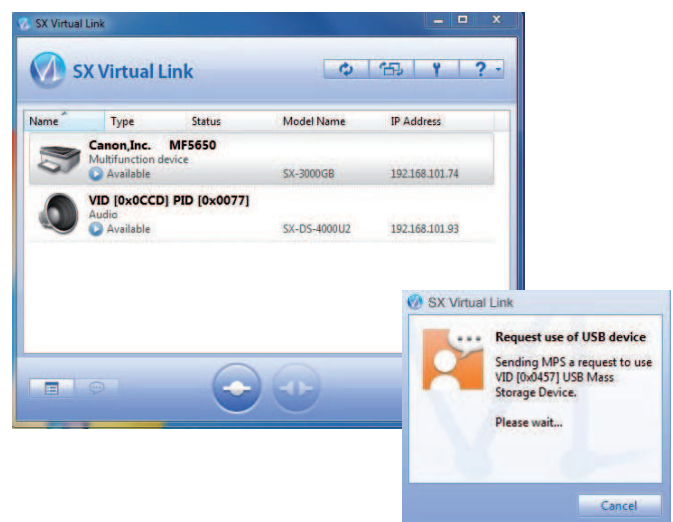 SX Virtual Link
SX Virtual Link
?
Name Type Status Model Name IP Address
Canon,Inc. MF5650
Multifunction device
Available SX-3000GB 192.168.101.74
VID [0x0CCD] PID [0x0077]
Audio
Available SX-DS-4000U2 192.168.101.93
SX Virtual Link
Request use of USB device
Sending MPS a request to use
VID [0x0457] USB Mass
Storage Device.
Please wait...
Cancel